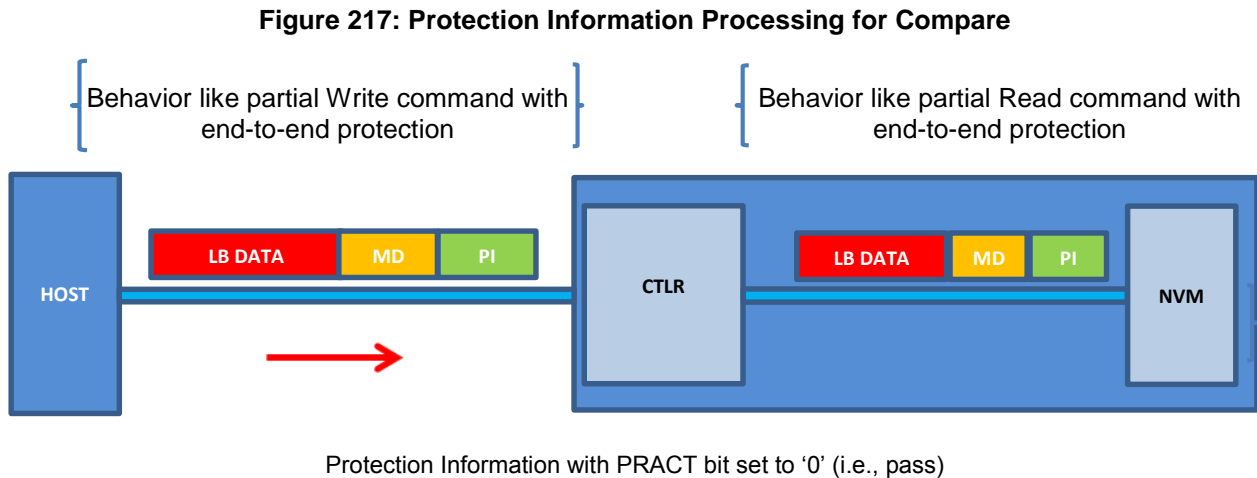 Figure 217: Protection Information Processing for Compare
Behavior like partial Write command with
end-to-end protection
Behavior like partial Read command with
end-to-end protection
HOST
LB DATA
MD
PI
CTLR
LB DATA
MD
PI
NVM
Protection Information with PRACT bit set to ‘0’ (i.e., pass)